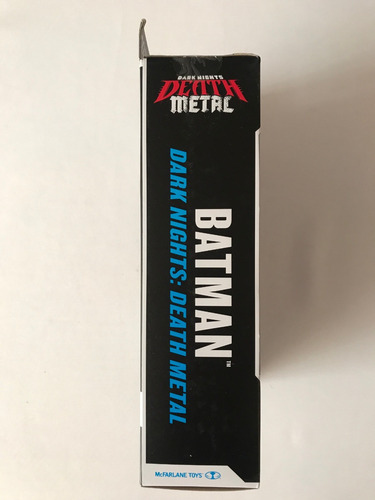 DARK NIGHTS
DEATH
METAL
BATMAN™
DARK NIGHTS: DEATH METAL
McFARLANE TOYS